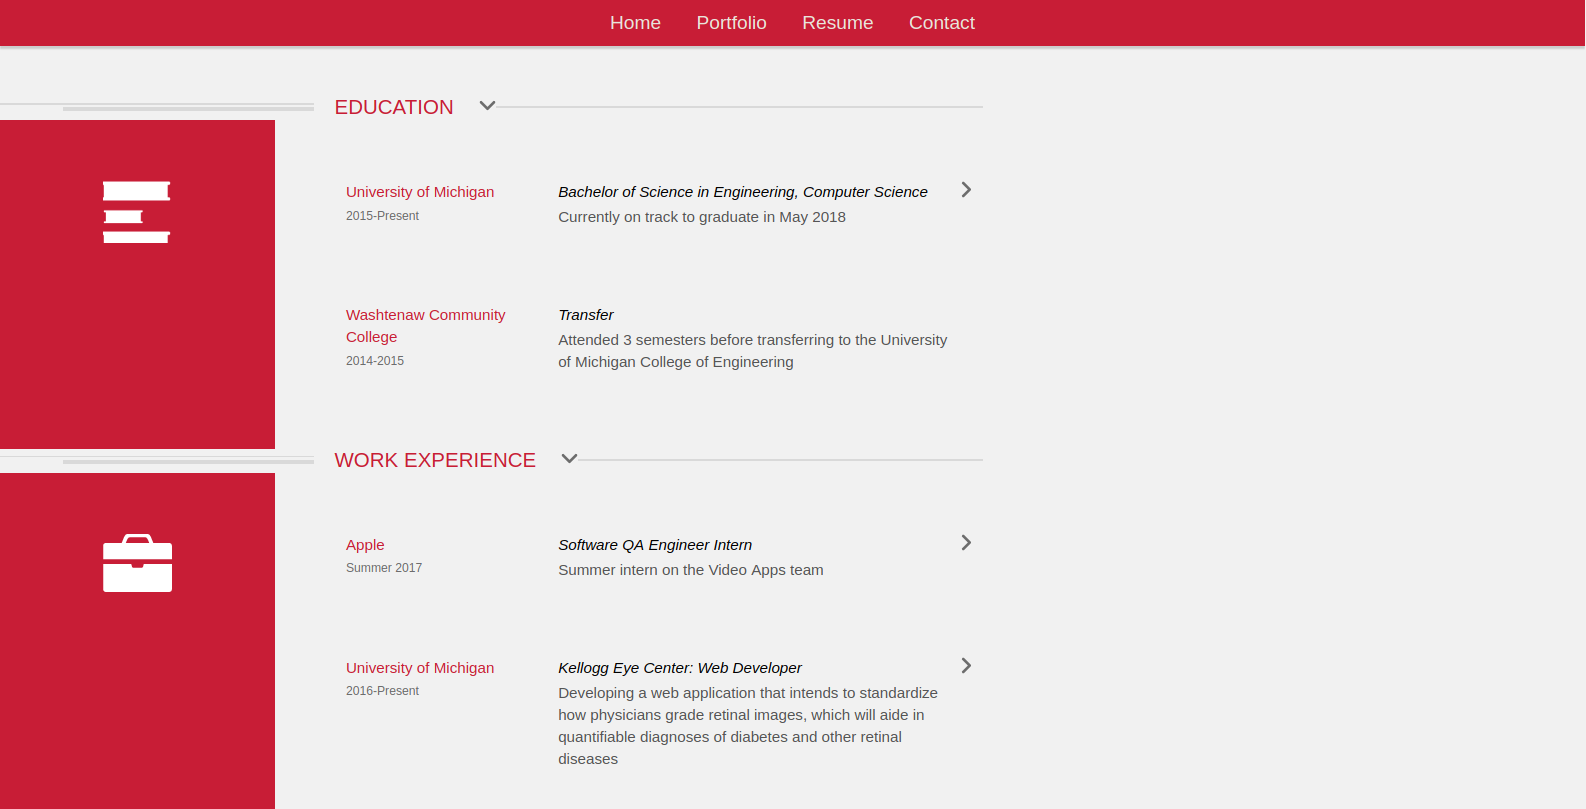 Home Portfolio Resume Contact
EDUCATION
University of Michigan
2015-Present
Bachelor of Science in Engineering, Computer Science
Currently on track to graduate in May 2018
Washtenaw Community
College
2014-2015
Transfer
Attended 3 semesters before transferring to the University
of Michigan College of Engineering
WORK EXPERIENCE
Apple
Summer 2017
Software QA Engineer Intern
Summer intern on the Video Apps team
University of Michigan
2016-Present
Kellogg Eye Center: Web Developer
Developing a web application that intends to standardize
how physicians grade retinal images, which will aide in
quantifiable diagnoses of diabetes and other retinal
diseases